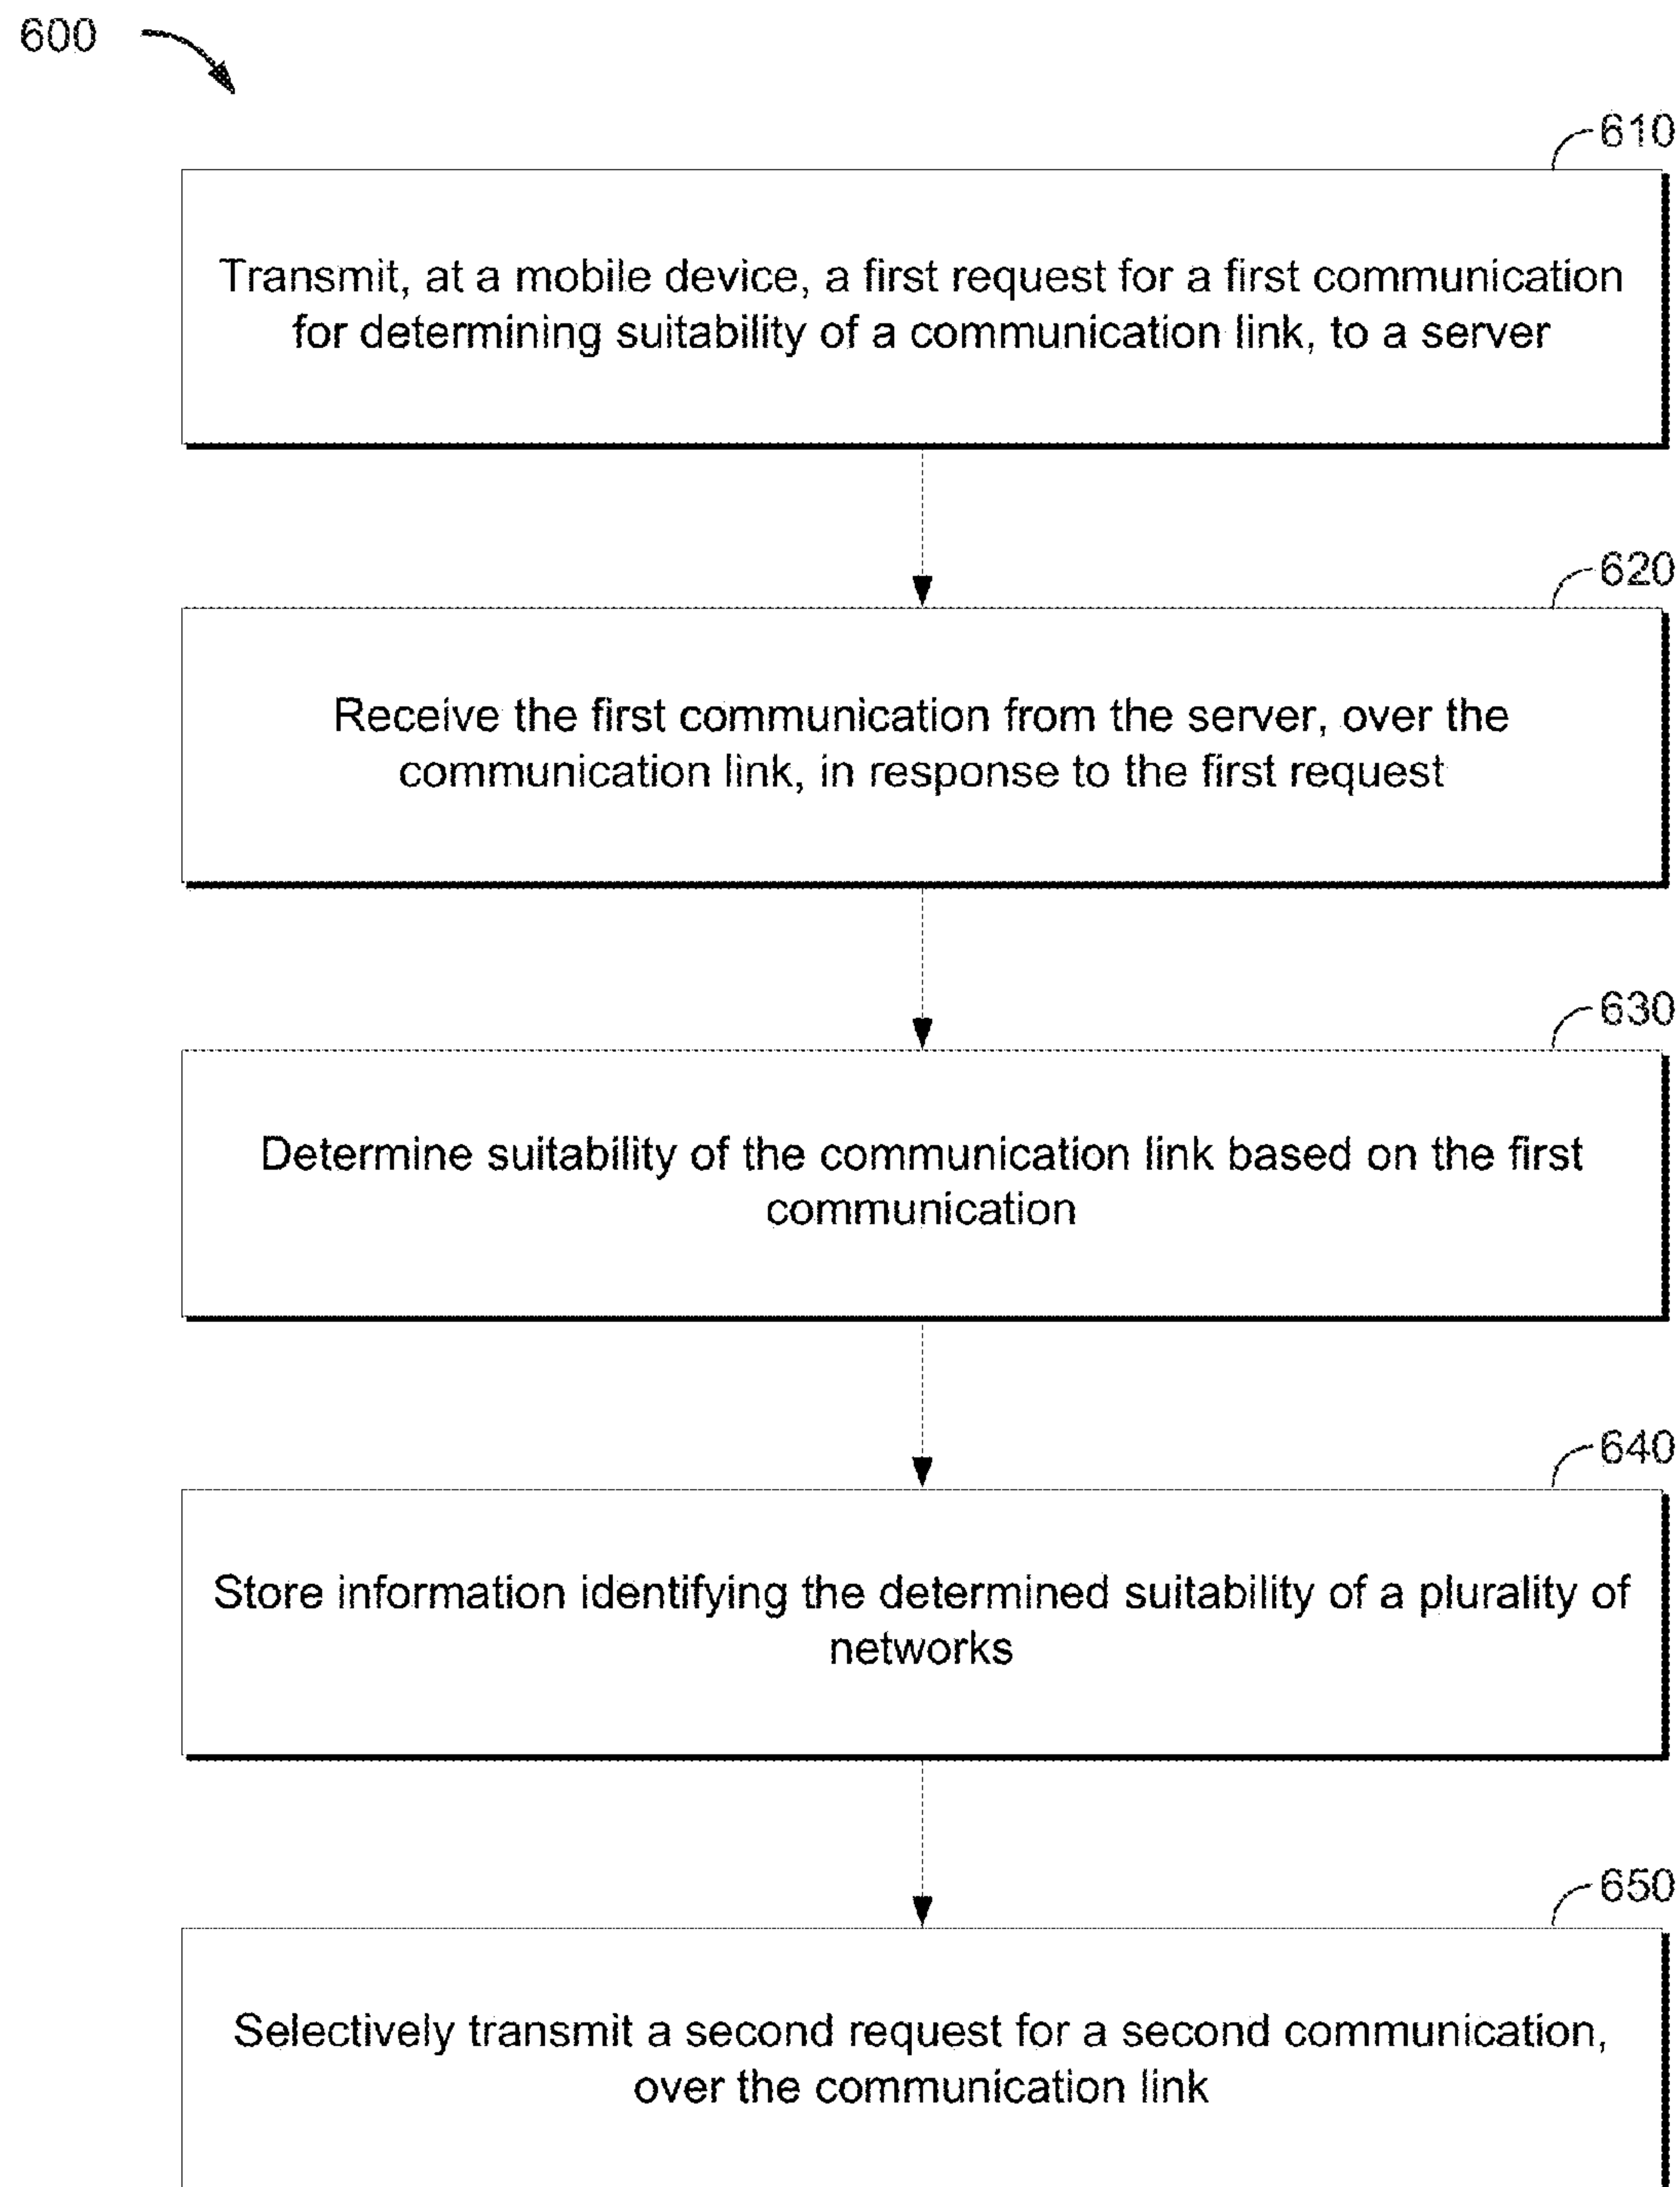 600
610
Transmit, at a mobile device, a first request for a first communication
for determining suitability of a communication link, to a server
620
Receive the first communication from the server, over the
communication link, in response to the first request
630
Determine suitability of the communication link based on the first
communication
640
Store information identifying the determined suitability of a plurality of
networks
650
Selectively transmit a second request for a second communication,
over the communication link